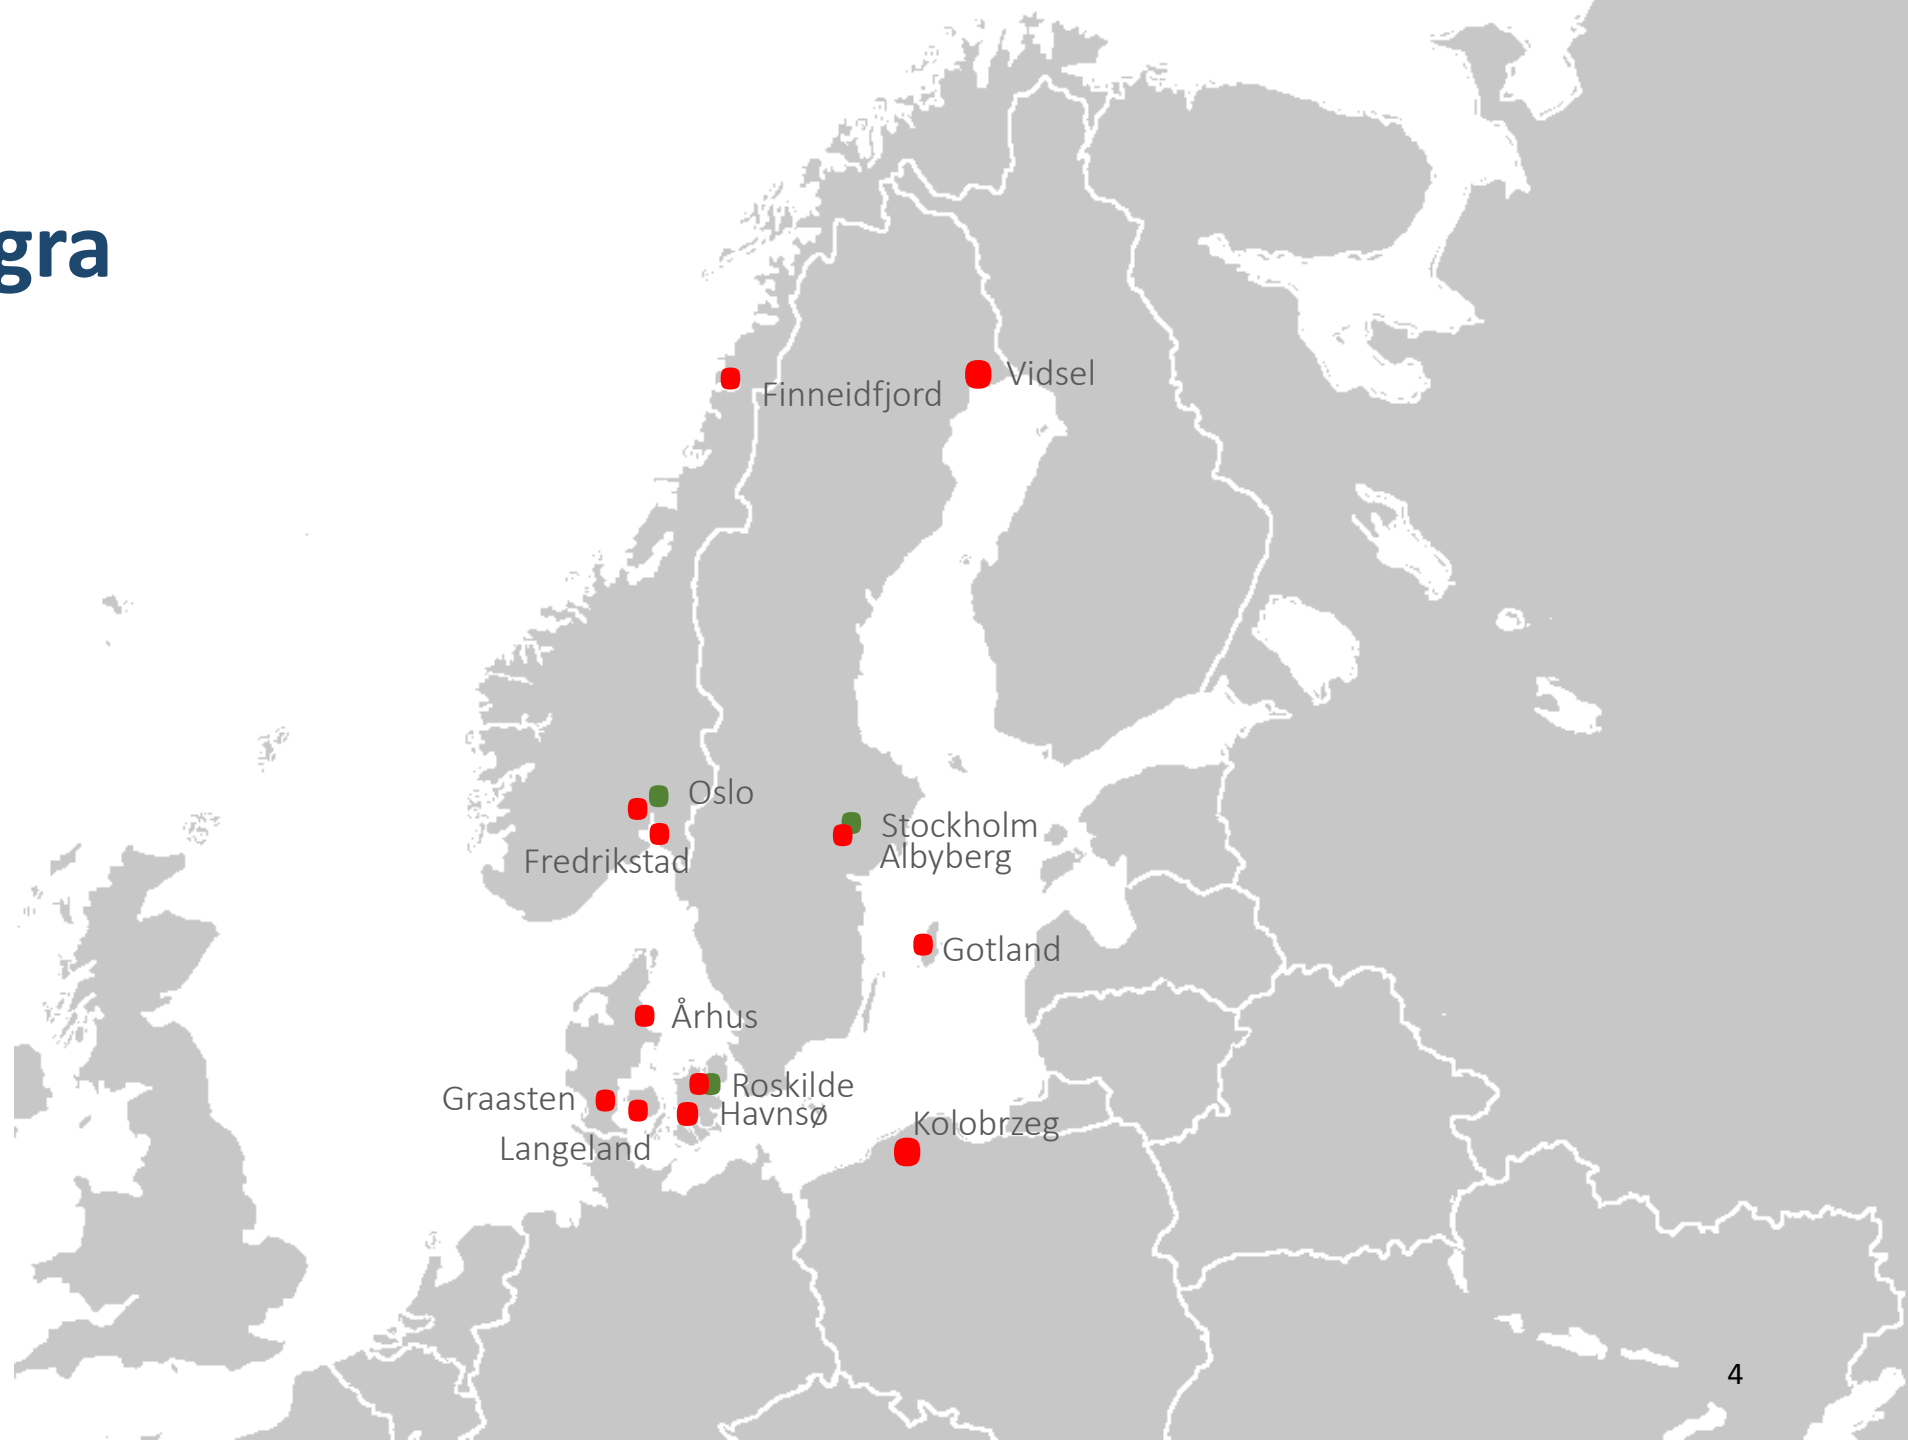 gra
Vidsel
Finneidfjord
Oslo
Stockholm
Albyberg
Fredrikstad
Gotland
Århus
Roskilde
Graasten
Havnsø
Kolobrzeg
Langeland
4